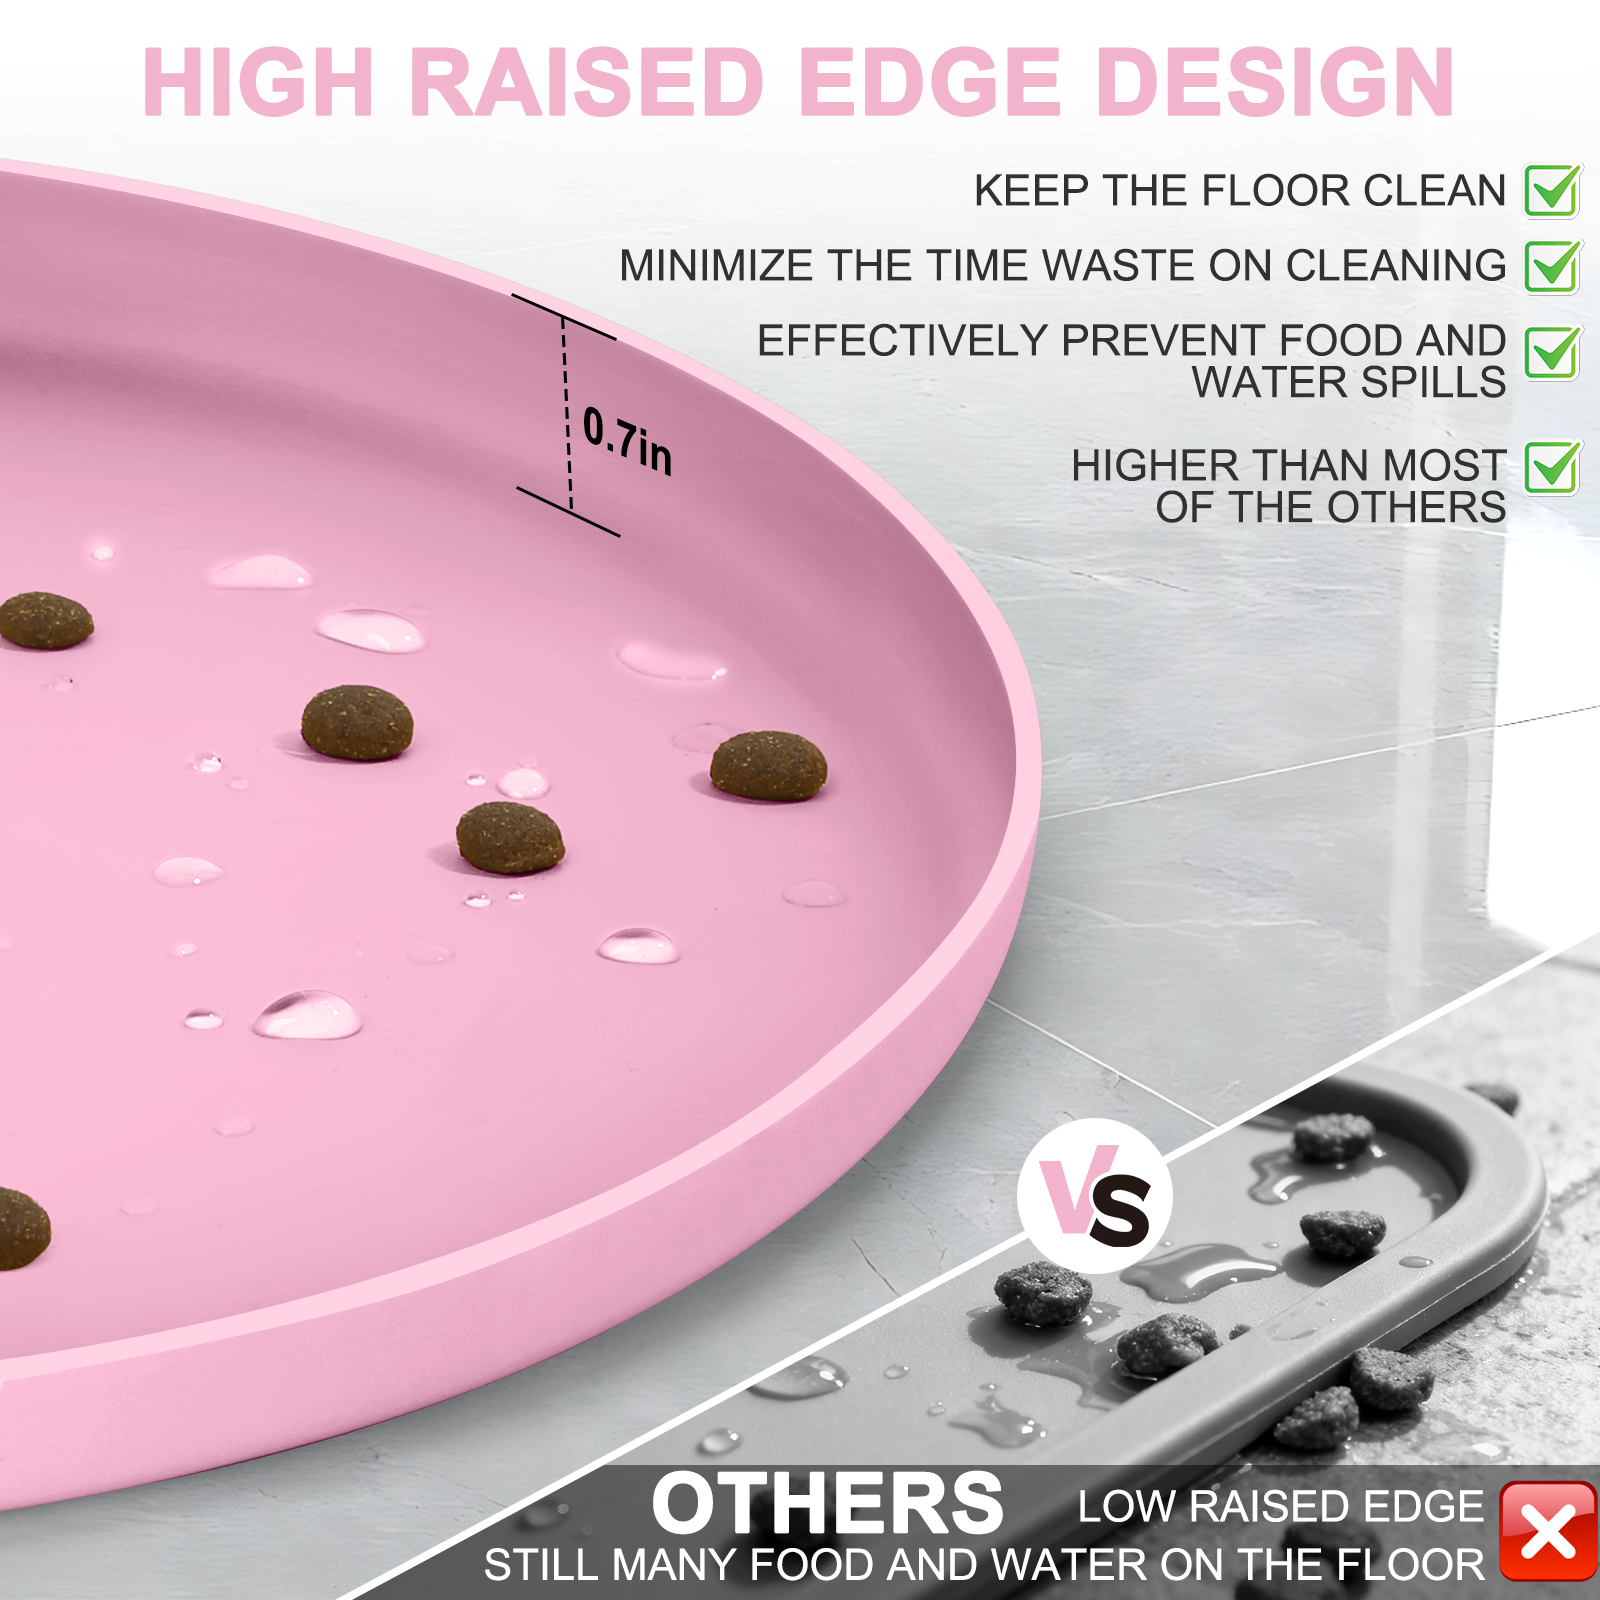 HIGH RAISED EDGE DESIGN
KEEP THE FLOOR CLEAN
MINIMIZE THE TIME WASTE ON CLEANING
EFFECTIVELY PREVENT FOOD AND
WATER SPILLS
HIGHER THAN MOST
OF THE OTHERS
0.7in
VS
OTHERS
LOW RAISED EDGE
STILL MANY FOOD AND WATER ON THE FLOOR